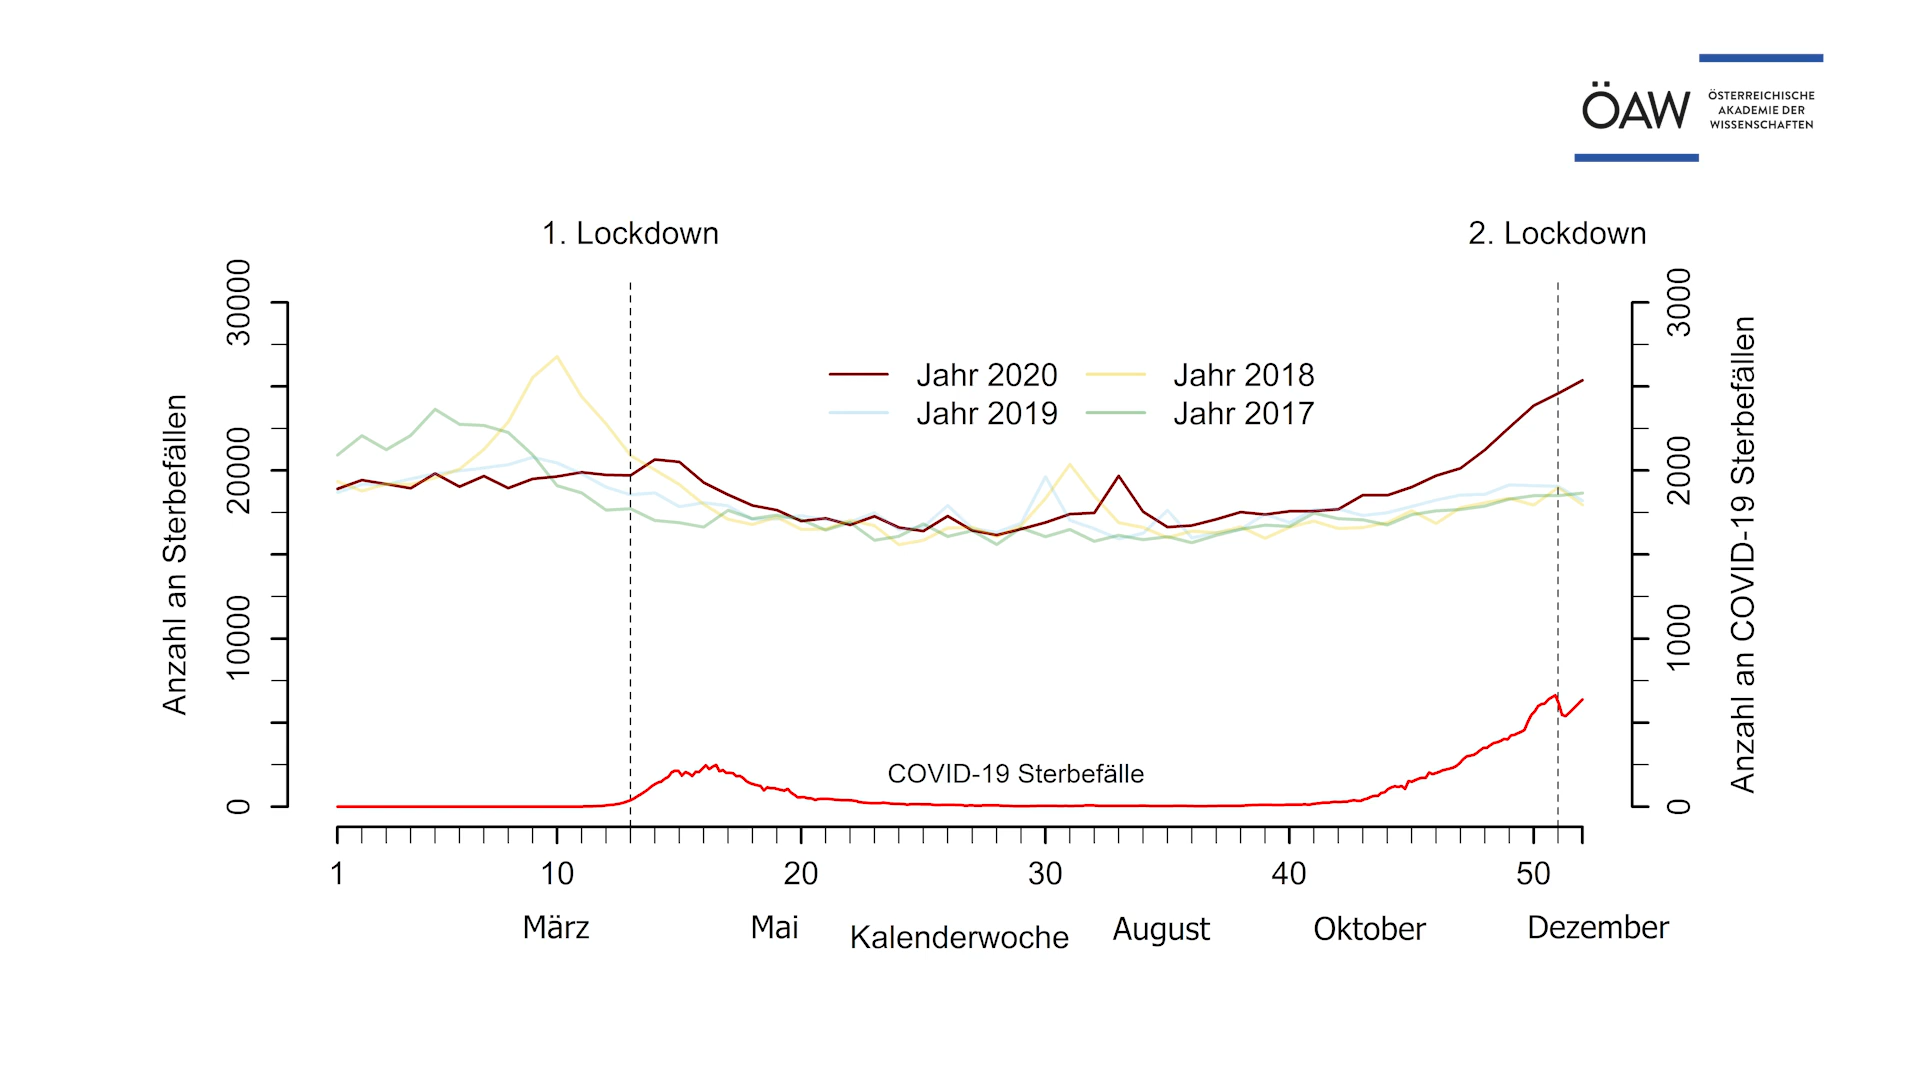 ÖAW
ÖSTERREICHISCHE
AKADEMIE DER
WISSENSCHAFTEN
1. Lockdown
2. Lockdown
Anzahl an Sterbefällen
30000
20000
10000
0
Jahr 2020
Jahr 2018
Jahr 2019
Jahr 2017
COVID-19 Sterbefälle
3000
2000
1000
0
Anzahl an COVID-19 Sterbefällen
1 10 20 30 40 50
März Mai Kalenderwoche August Oktober Dezember